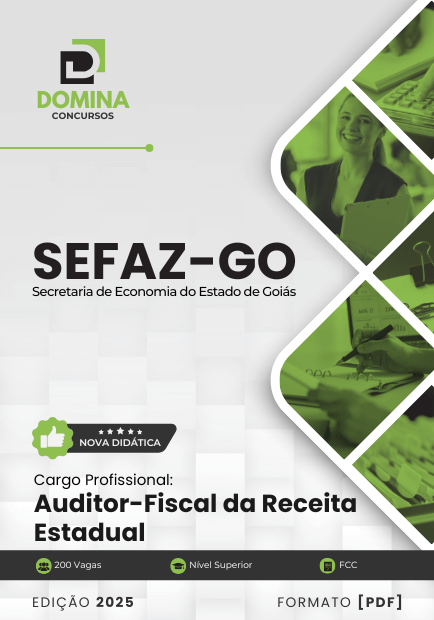 DOMINA
CONCURSOS
SEFAZ-GO
Secretaria de Economia do Estado de Goiás
NOVA DIDÁTICA
Cargo Profissional:
Auditor-Fiscal da Receita
Estadual
200 Vagas
Nível Superior
FCC
EDIÇÃO 2025
FORMATO [PDF]